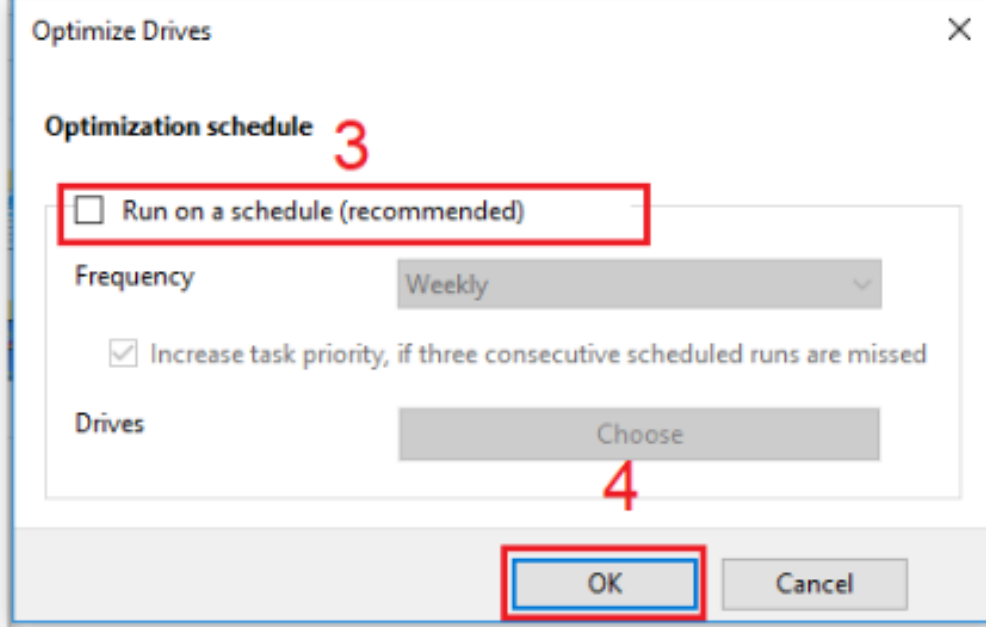 Optimize Drives
Optimization schedule
3
Run on a schedule (recommended)
Frequency
Weekly
Increase task priority, if three consecutive scheduled runs are missed
Drives
Choose
4
OK
Cancel